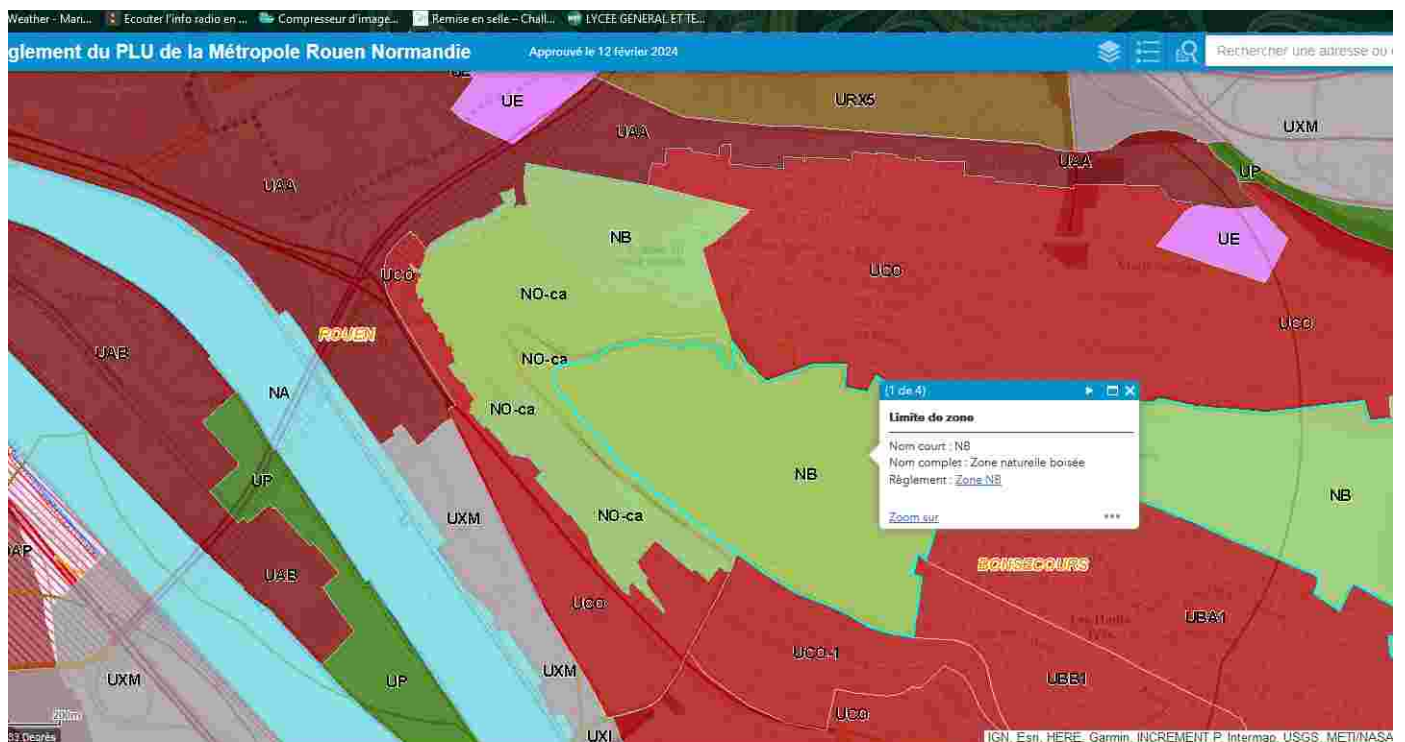 Weather - Man... Ecouter l'info radio en ... Compresseur d'image... Remise en selle – Chall... LYCEE GENERAL ET TE...
glement du PLU de la Métropole Rouen Normandie Approuvé le 12 février 2024 Rechercher une adresse ou
UE
UE URX5
UXM
UAA
UAA
UP
UAA
NB UE
UCO
UCO
NO-ca
UCO
ROUEN
UAB NO-ca
(1 de 4)
NA
NO-ca
Limite de zone
Nom court : NB
Nom complet : Zone naturelle boisée
Règlement : Zone NB
NB
UP
NB
UXM NO-ca
Zoom sur ...
OAP
BONSECOURS
UAB
UCO
UBA1
UCO-1
UXM
UXM
UP
UBB1
UCO
200m
UXI
33 Degrés
IGN, Esri, HERE, Garmin, INCREMENT P, Intermap, USGS, METI/NASA